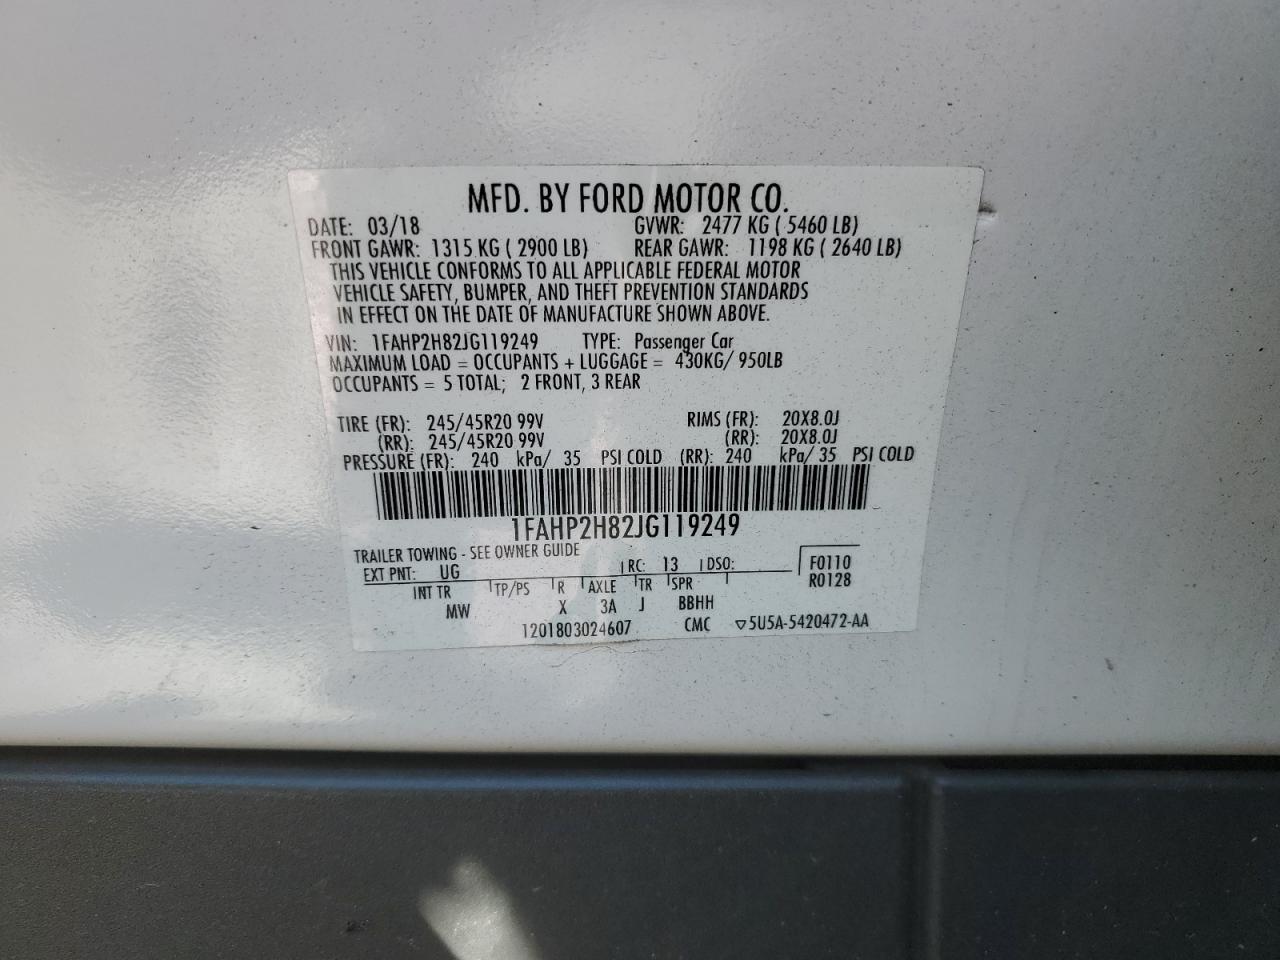 MFD. BY FORD MOTOR CO.
DATE: 03/18 GVWR: 2477 KG ( 5460 LB)
FRONT GAWR: 1315 KG ( 2900 LB) REAR GAWR: 1198 KG ( 2640 LB)
THIS VEHICLE CONFORMS TO ALL APPLICABLE FEDERAL MOTOR
VEHICLE SAFETY, BUMPER, AND THEFT PREVENTION STANDARDS
IN EFFECT ON THE DATE OF MANUFACTURE SHOWN ABOVE.
VIN: 1FAHP2H82JG119249 TYPE: Passenger Car
MAXIMUM LOAD = OCCUPANTS + LUGGAGE = 430KG/ 950LB
OCCUPANTS = 5 TOTAL; 2 FRONT, 3 REAR
TIRE (FR): 245/45R20 99V RIMS (FR): 20X8.0J
(RR): 245/45R20 99V (RR): 20X8.0J
PRESSURE (FR): 240 kPa/ 35 PSI COLD (RR): 240 kPa/ 35 PSI COLD
1FAHP2H82JG119249
TRAILER TOWING - SEE OWNER GUIDE
EXT PNT: UG RC: 13 DSO: F0110
INT TR TP/PS R AXLE TR SPR R0128
MW X 3A J BBHH
1201803024607 CMC ▽5U5A-5420472-AA